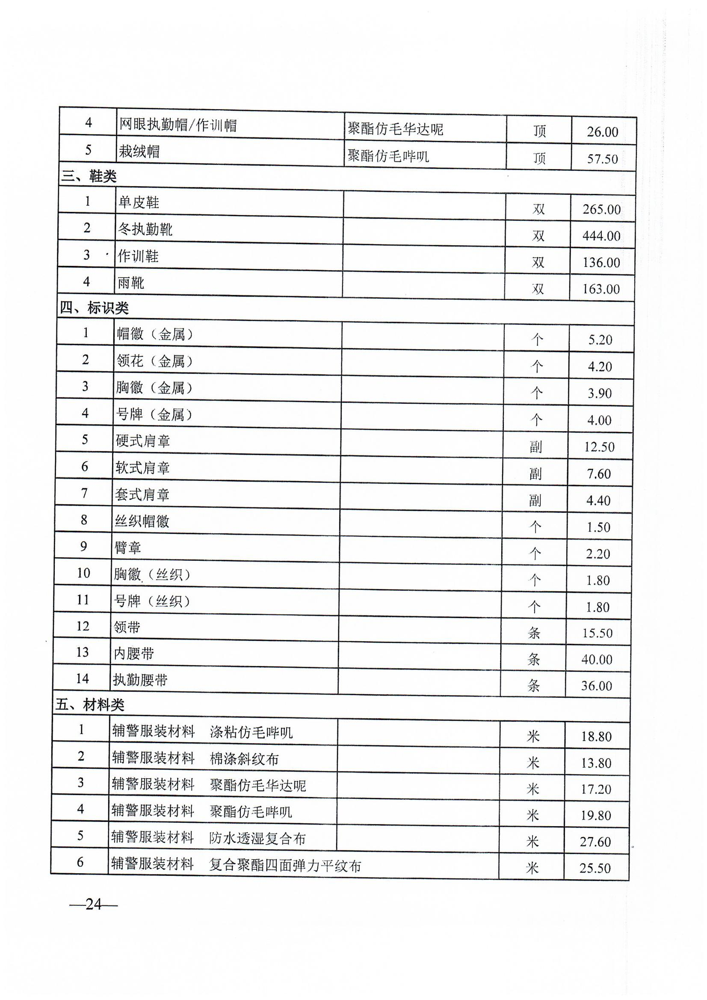 4 网眼执勤帽/作训帽 聚酯仿毛华达呢 顶 26.00
5 栽绒帽 聚酯仿毛哔叽 顶 57.50
三、鞋类
1 单皮鞋 双 265.00
2 冬执勤靴 双 444.00
3 作训鞋 双 136.00
4 雨靴 双 163.00
四、标识类
1 帽徽（金属） 个 5.20
2 领花（金属） 个 4.20
3 胸徽（金属） 个 3.90
4 号牌（金属） 个 4.00
5 硬式肩章 副 12.50
6 软式肩章 副 7.60
7 套式肩章 副 4.40
8 丝织帽徽 个 1.50
9 臂章 个 2.20
10 胸徽（丝织） 个 1.80
11 号牌（丝织） 个 1.80
12 领带 条 15.50
13 内腰带 条 40.00
14 执勤腰带 条 36.00
五、材料类
1 辅警服装材料 涤粘仿毛哔叽 米 18.80
2 辅警服装材料 棉涤斜纹布 米 13.80
3 辅警服装材料 聚酯仿毛华达呢 米 17.20
4 辅警服装材料 聚酯仿毛哔叽 米 19.80
5 辅警服装材料 防水透湿复合布 米 27.60
6 辅警服装材料 复合聚酯四面弹力平纹布 米 25.50
—24—